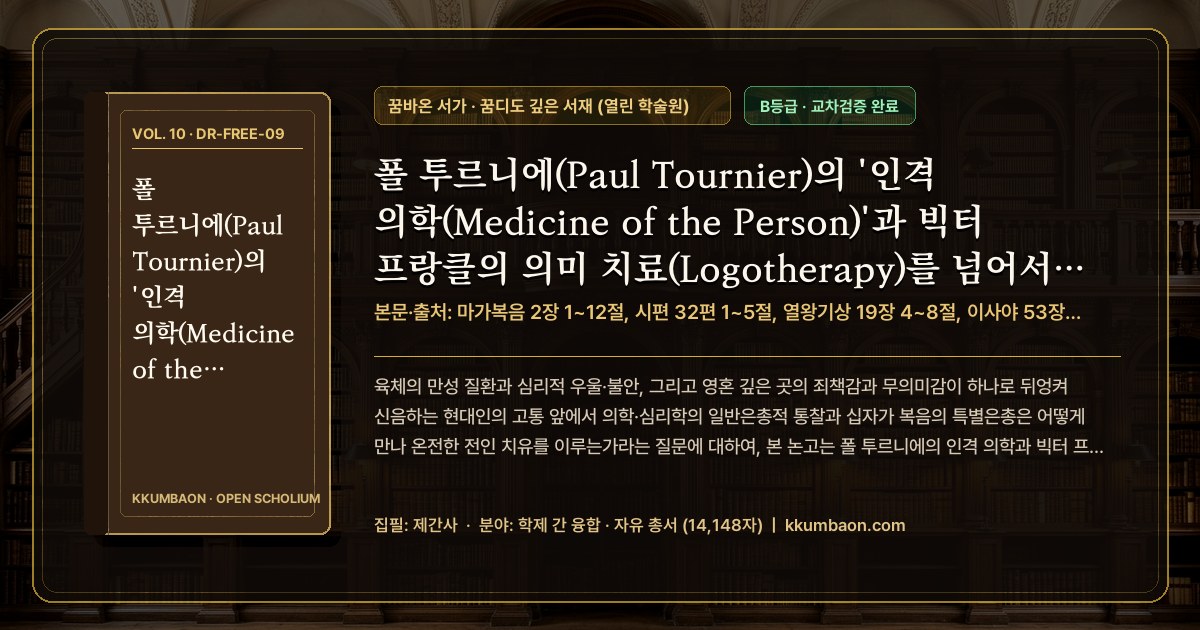 VOL. 10 · DR-FREE-09
폴
투르니에(Paul
Tournier)의
'인격
의학(Medicine
of the…
KKUMBAON · OPEN SCHOLIUM
꿈바온 서가 · 꿈디도 깊은 서재 (열린 학술원)
B등급 · 교차검증 완료
폴 투르니에(Paul Tournier)의 '인격
의학(Medicine of the Person)'과 빅터
프랑클의 의미 치료(Logotherapy)를 넘어서…
본문·출처: 마가복음 2장 1~12절, 시편 32편 1~5절, 열왕기상 19장 4~8절, 이사야 53장...
육체의 만성 질환과 심리적 우울·불안, 그리고 영혼 깊은 곳의 죄책감과 무의미감이 하나로 뒤엉켜
신음하는 현대인의 고통 앞에서 의학·심리학의 일반은총적 통찰과 십자가 복음의 특별은총은 어떻게
만나 온전한 전인 치유를 이루는가라는 질문에 대하여, 본 논고는 폴 투르니에의 인격 의학과 빅터 프...
집필: 제간사 · 분야: 학제 간 융합 · 자유 총서 (14,148자) | kkumbaon.com